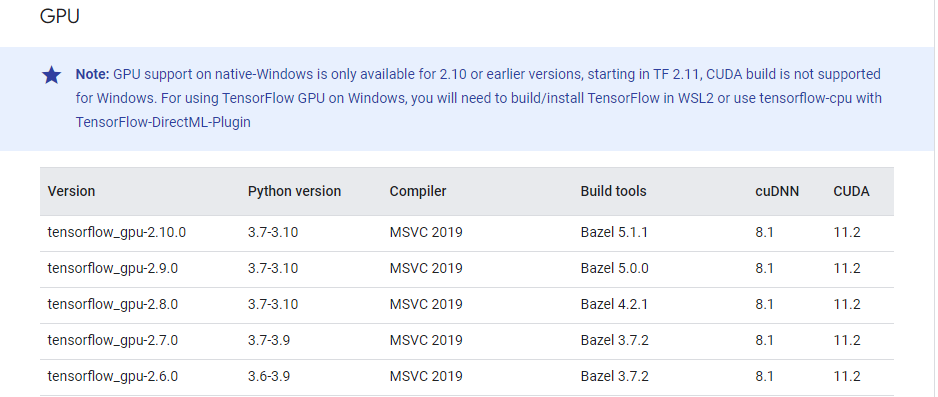 GPU
Note: GPU support on native-Windows is only available for 2.10 or earlier versions, starting in TF 2.11, CUDA build is not supported
for Windows. For using TensorFlow GPU on Windows, you will need to build/install TensorFlow in WSL2 or use tensorflow-cpu with
TensorFlow-DirectML-Plugin
Version Python version Compiler Build tools cuDNN CUDA
tensorflow_gpu-2.10.0 3.7-3.10 MSVC 2019 Bazel 5.1.1 8.1 11.2
tensorflow_gpu-2.9.0 3.7-3.10 MSVC 2019 Bazel 5.0.0 8.1 11.2
tensorflow_gpu-2.8.0 3.7-3.10 MSVC 2019 Bazel 4.2.1 8.1 11.2
tensorflow_gpu-2.7.0 3.7-3.9 MSVC 2019 Bazel 3.7.2 8.1 11.2
tensorflow_gpu-2.6.0 3.6-3.9 MSVC 2019 Bazel 3.7.2 8.1 11.2